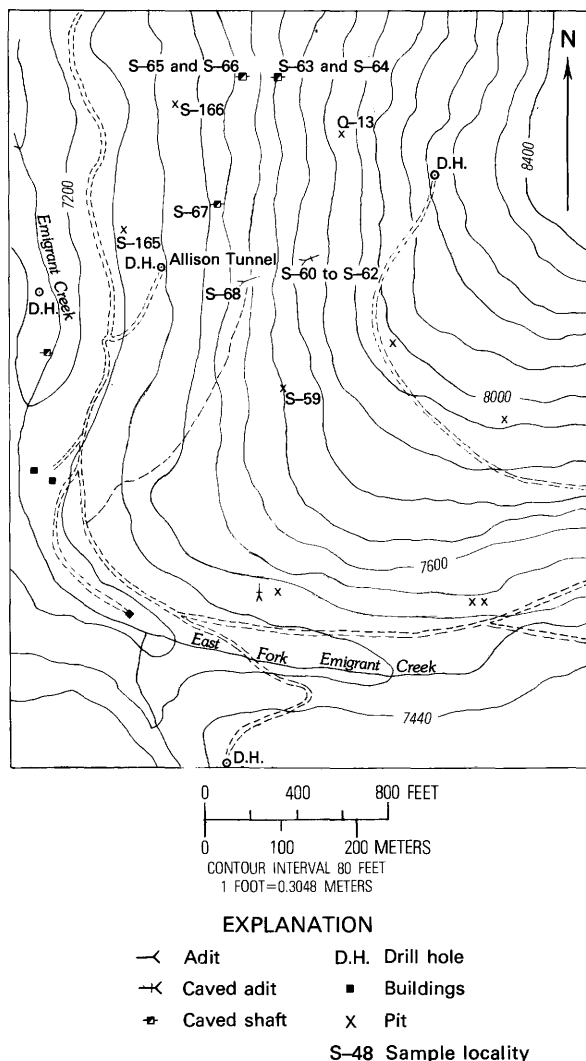 S–65 and S–66
S–63 and S–64
N
S–166
Q–13
8400
D.H.
7200
Emigrant Creek
S–67
S–165
D.H.
Allison Tunnel
S–60 to S–62
D.H.
S–68
8000
S–59
7600
East Fork Emigrant Creek
7440
D.H.
0 400 800 FEET
0 100 200 METERS
CONTOUR INTERVAL 80 FEET
1 FOOT=0.3048 METERS
EXPLANATION
Adit
D.H. Drill hole
Caved adit
Buildings
Caved shaft
X Pit
S–48 Sample locality